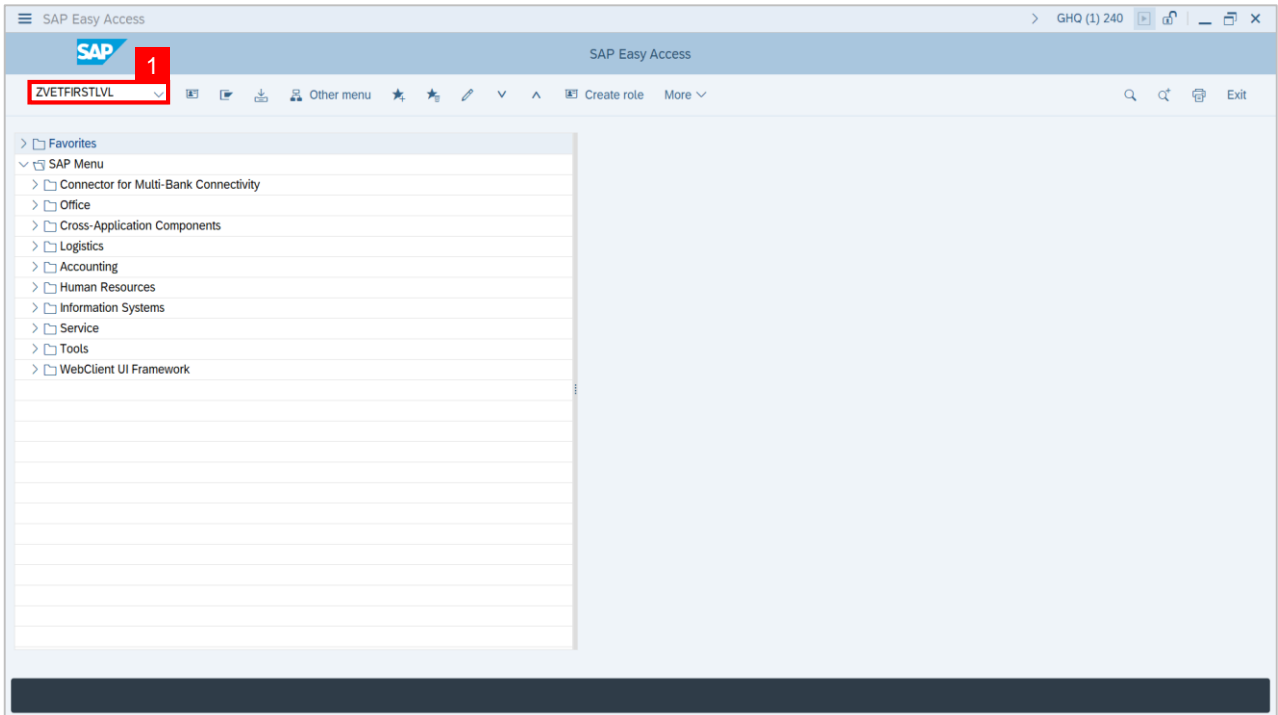 SAP Easy Access
GHQ (1) 240
SAP
SAP Easy Access
1
ZVETFIRSTLVL
Other menu
Create role
More
Exit
Favorites
SAP Menu
Connector for Multi-Bank Connectivity
Office
Cross-Application Components
Logistics
Accounting
Human Resources
Information Systems
Service
Tools
WebClient UI Framework